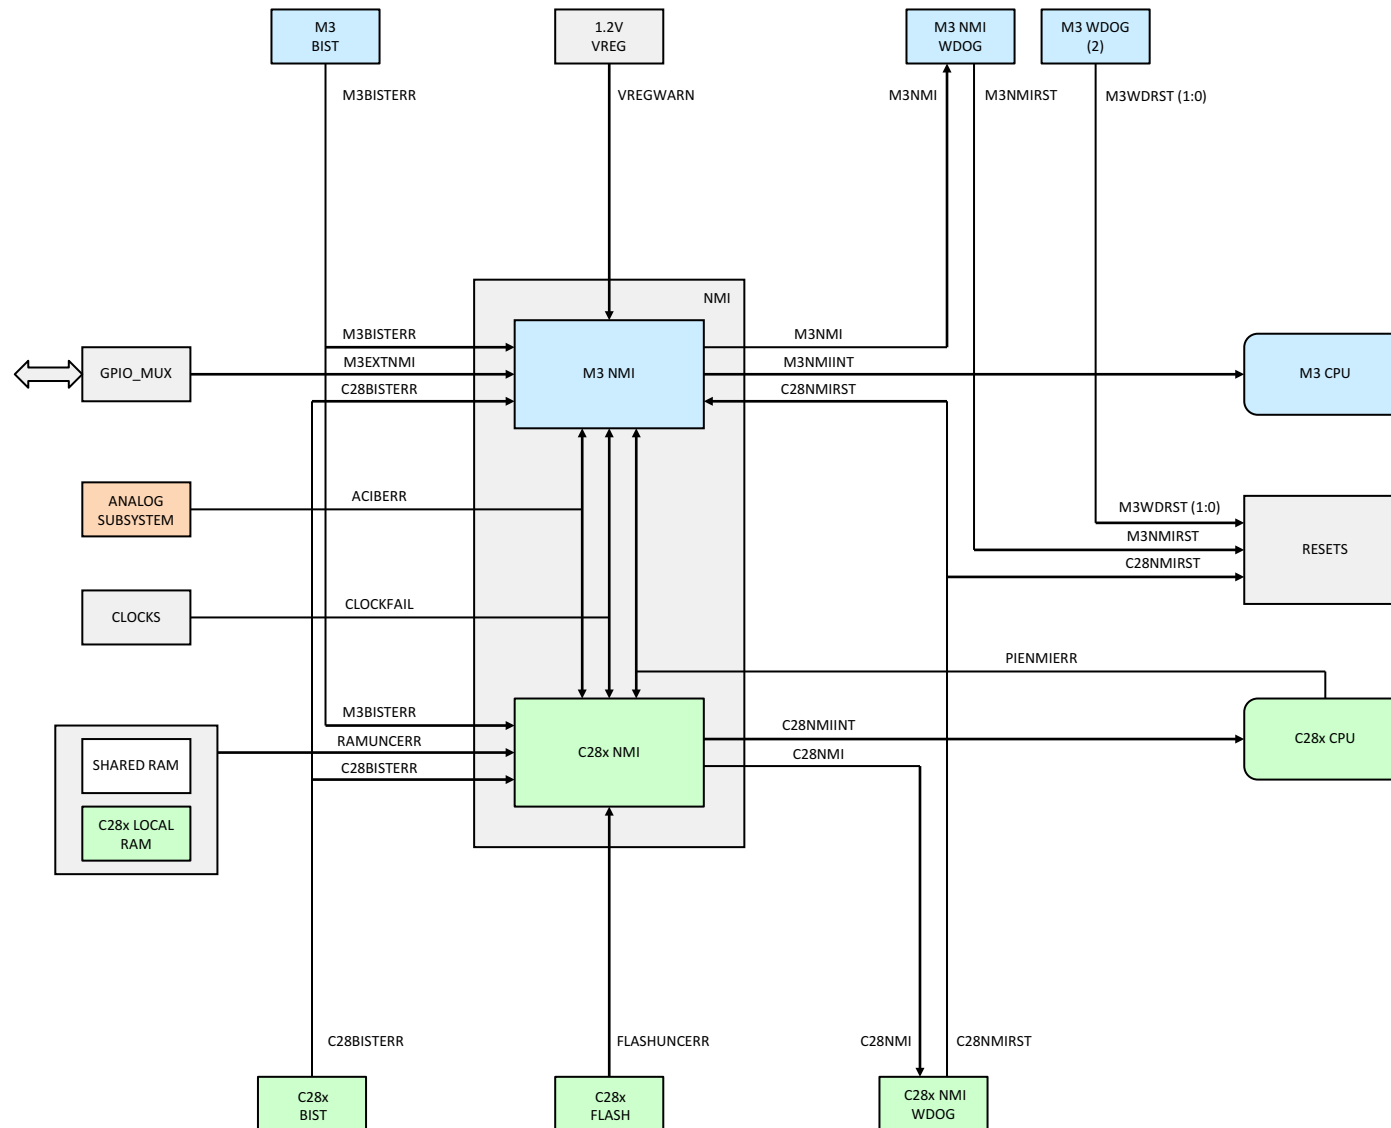 M3
BIST
1.2V
VREG
M3 NMI
WDOG
M3 WDOG
(2)
M3BISTERR
VREGWARN
M3NMI
M3NMIRST
M3WDRST (1:0)
NMI
M3BISTERR
M3EXTNMI
C28BISTERR
GPIO_MUX
M3 NMI
M3NMI
M3NMIINT
C28NMIRST
M3 CPU
ANALOG
SUBSYSTEM
ACIBERR
M3WDRST (1:0)
M3NMIRST
C28NMIRST
RESETS
CLOCKS
CLOCKFAIL
PIENMIERR
M3BISTERR
RAMUNCERR
C28BISTERR
SHARED RAM
C28x LOCAL
RAM
C28x NMI
C28NMIINT
C28NMI
C28x CPU
C28BISTERR
FLASHUNCERR
C28NMI
C28NMIRST
C28x
BIST
C28x
FLASH
C28x NMI
WDOG